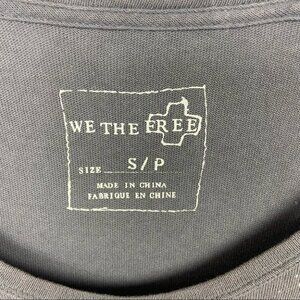 WE THE FREE
SIZE S/P
MADE IN CHINA
FABRIQUE EN CHINE